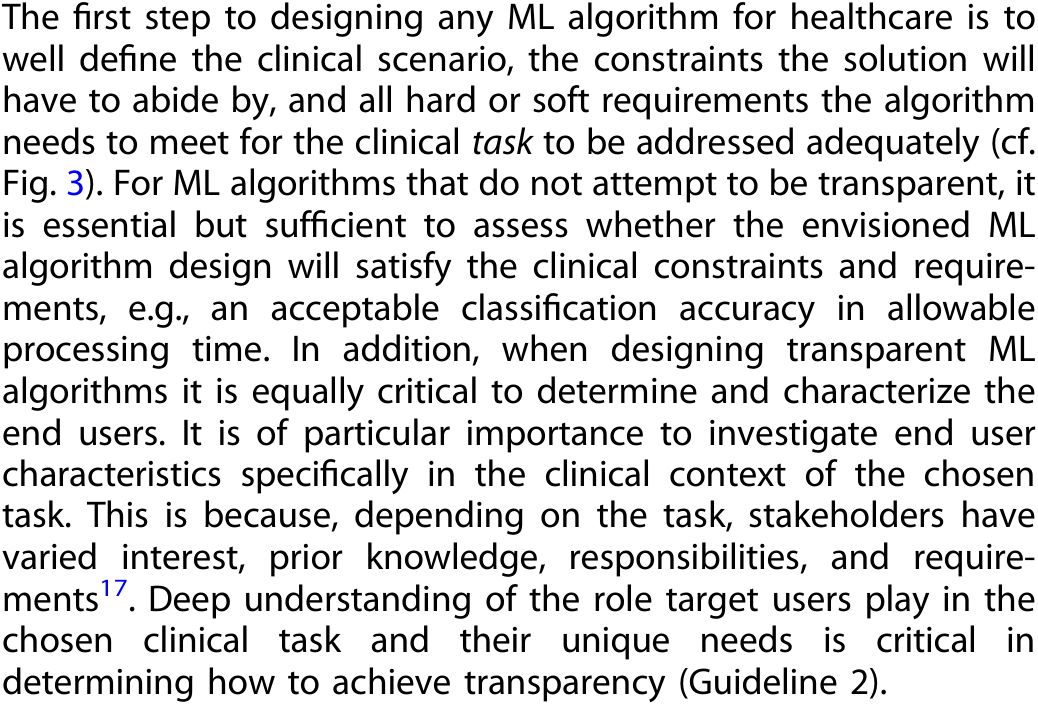 The first step to designing any ML algorithm for healthcare is to
well define the clinical scenario, the constraints the solution will
have to abide by, and all hard or soft requirements the algorithm
needs to meet for the clinical task to be addressed adequately (cf.
Fig. 3). For ML algorithms that do not attempt to be transparent, it
is essential but sufficient to assess whether the envisioned ML
algorithm design will satisfy the clinical constraints and require-
ments, e.g., an acceptable classification accuracy in allowable
processing time. In addition, when designing transparent ML
algorithms it is equally critical to determine and characterize the
end users. It is of particular importance to investigate end user
characteristics specifically in the clinical context of the chosen
task. This is because, depending on the task, stakeholders have
varied interest, prior knowledge, responsibilities, and require-
ments17. Deep understanding of the role target users play in the
chosen clinical task and their unique needs is critical in
determining how to achieve transparency (Guideline 2).